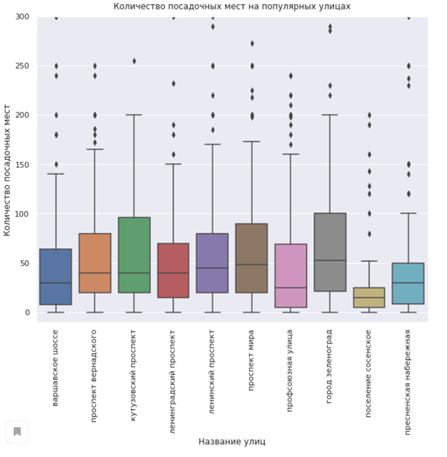 Количество посадочных мест на популярных улицах
Количество посадочных мест
300
250
200
150
100
50
0
варшавское шоссе
проспект вернадского
кутузовский проспект
ленинградский проспект
ленинский проспект
проспект мира
профсоюзная улица
город зеленоград
поселение сосенское
пресненская набережная
Название улиц